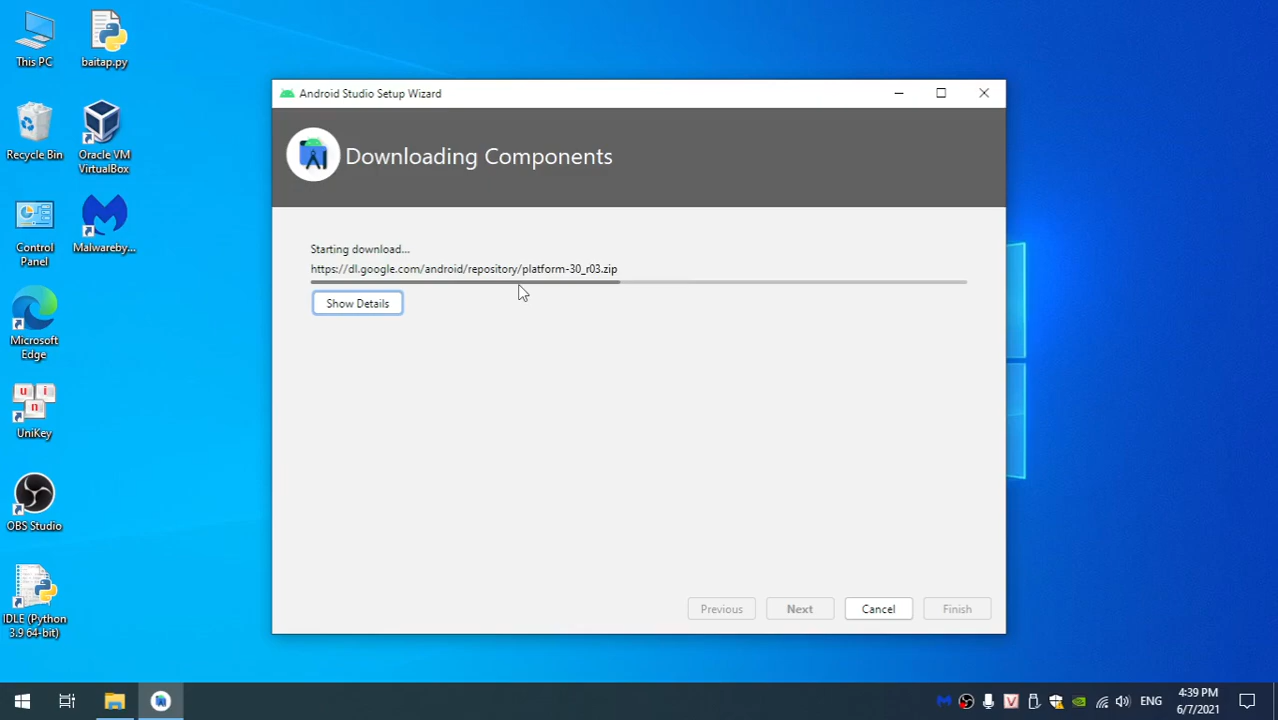 This PC
baitap.py
Recycle Bin
Oracle VM
VirtualBox
Control
Panel
Malwareby...
Microsoft
Edge
UniKey
OBS Studio
IDLE (Python
3.9 64-bit)
Android Studio Setup Wizard
Downloading Components
Starting download...
https://dl.google.com/android/repository/platform-30_r03.zip
Show Details
Previous
Next
Cancel
Finish
ENG
4:39 PM
6/7/2021